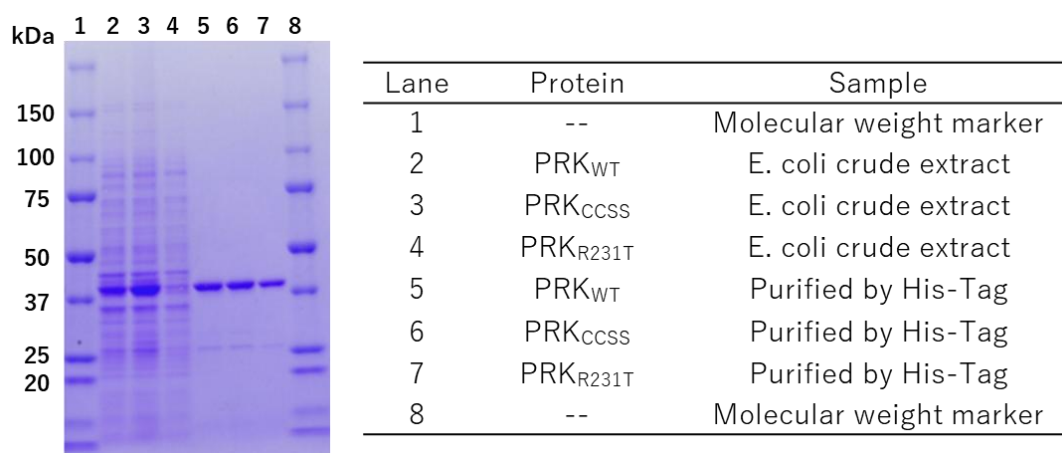 1 2 3 4 5 6 7 8
kDa
150
100
75
50
37
25
20
Lane Protein Sample
1 -- Molecular weight marker
2 PRKWT E. coli crude extract
3 PRKCCSS E. coli crude extract
4 PRKR231T E. coli crude extract
5 PRKWT Purified by His-Tag
6 PRKCCSS Purified by His-Tag
7 PRKR231T Purified by His-Tag
8 -- Molecular weight marker